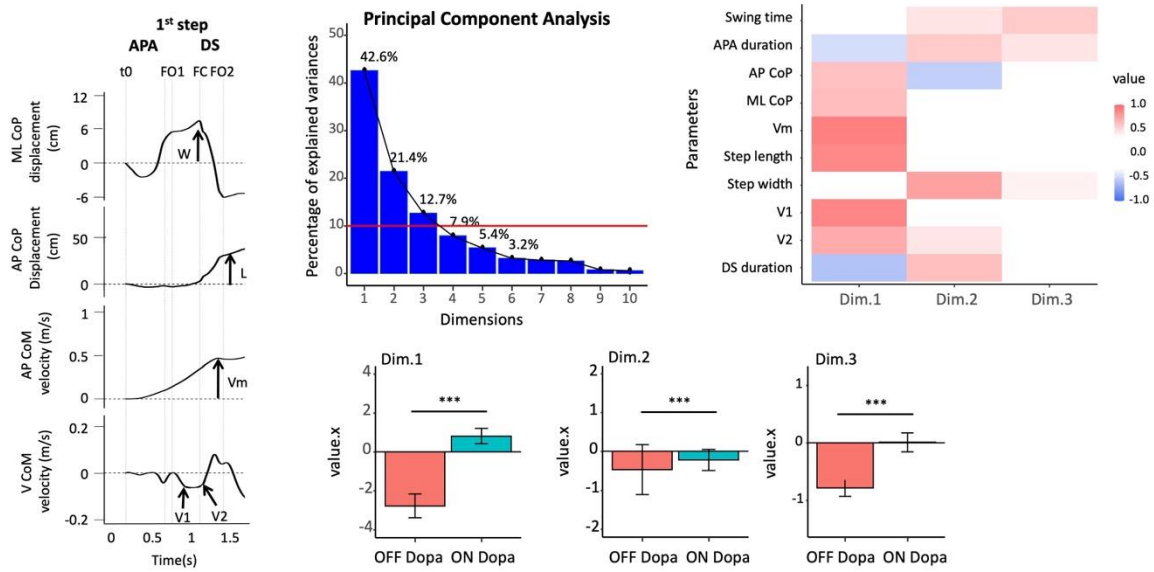 1st step
APA DS
t0 FO1 FC FO2
12
6
0
-6
ML CoP
displacement
(cm)
W
50
0
AP CoP
Displacement
(cm)
L
1
0.5
0
AP CoM
velocity (m/s)
Vm
0.2
0
-0.2
V CoM
velocity (m/s)
V1 V2
0 0.5 1 1.5
Time(s)
Principal Component Analysis
50
40
30
20
10
0
Percentage of explained variances
42.6%
21.4%
12.7%
7.9%
5.4%
3.2%
1 2 3 4 5 6 7 8 9 10
Dimensions
Parameters
Swing time
APA duration
AP CoP
ML CoP
Vm
Step length
Step width
V1
V2
DS duration
Dim.1 Dim.2 Dim.3
value
1.0
0.5
0.0
-0.5
-1.0
Dim.1
4
2
0
-2
-4
value.x
***
OFF Dopa ON Dopa
Dim.2
2
1
0
-1
-2
value.x
***
OFF Dopa ON Dopa
Dim.3
1
0
-1
value.x
***
OFF Dopa ON Dopa